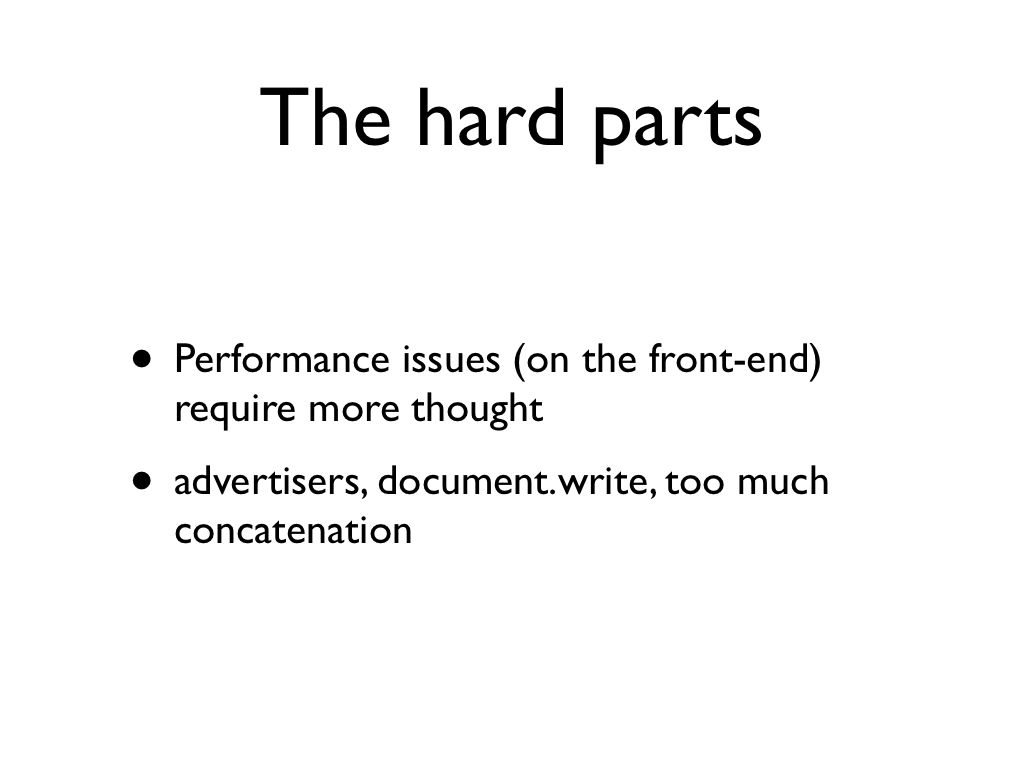 The hard parts
• Performance issues (on the front-end)
require more thought
• advertisers, document.write, too much
concatenation